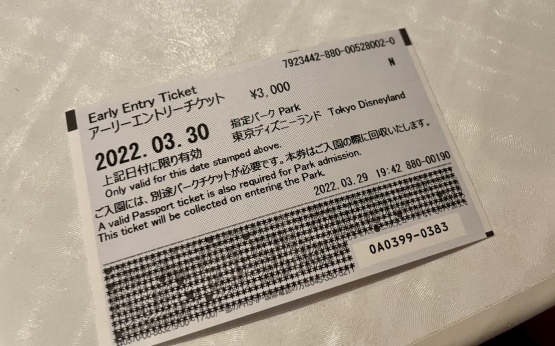 7923442-880-00528002-0
N
Early Entry Ticket
アーリーエントリーチケット
¥3,000
2022.03.30
指定パーク Park
東京ディズニーランド Tokyo Disneyland
上記日付に限り有効
Only valid for this date stamped above.
ご入園には、別途パークチケットが必要です。本券はご入園の際に回収いたします。
A valid Passport ticket is also required for Park admission.
This ticket will be collected on entering the Park.
2022.03.29 19:42 880-00190
0A0399-0383